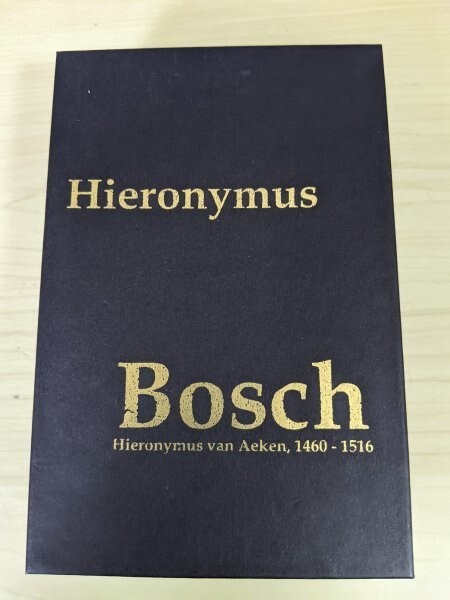 Hieronymus
Bosch
Hieronymus van Aeken, 1460 - 1516